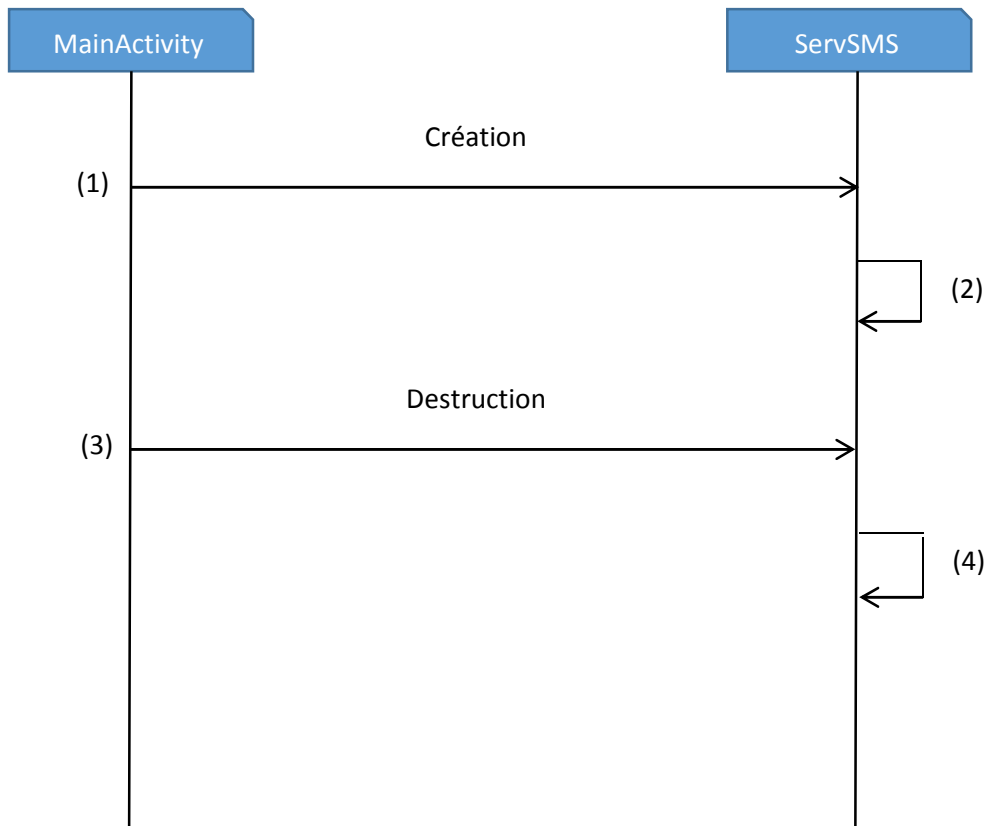 MainActivity
ServSMS
Création
(1)
(2)
Destruction
(3)
(4)